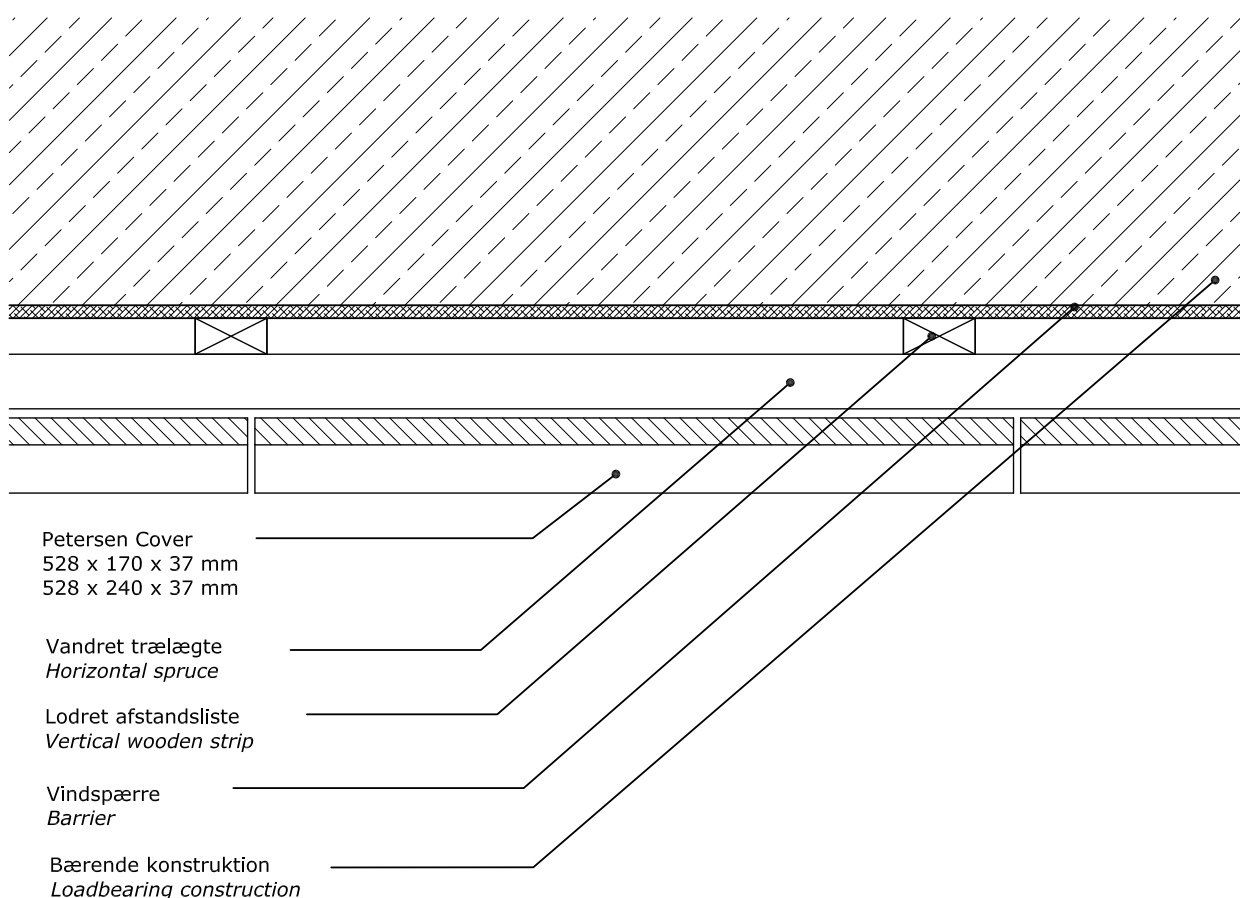 Petersen Cover
528 x 170 x 37 mm
528 x 240 x 37 mm
Vandret trælægte
Horizontal spruce
Lodret afstandsliste
Vertical wooden strip
Vindspærre
Barrier
Bærende konstruktion
Loadbearing construction